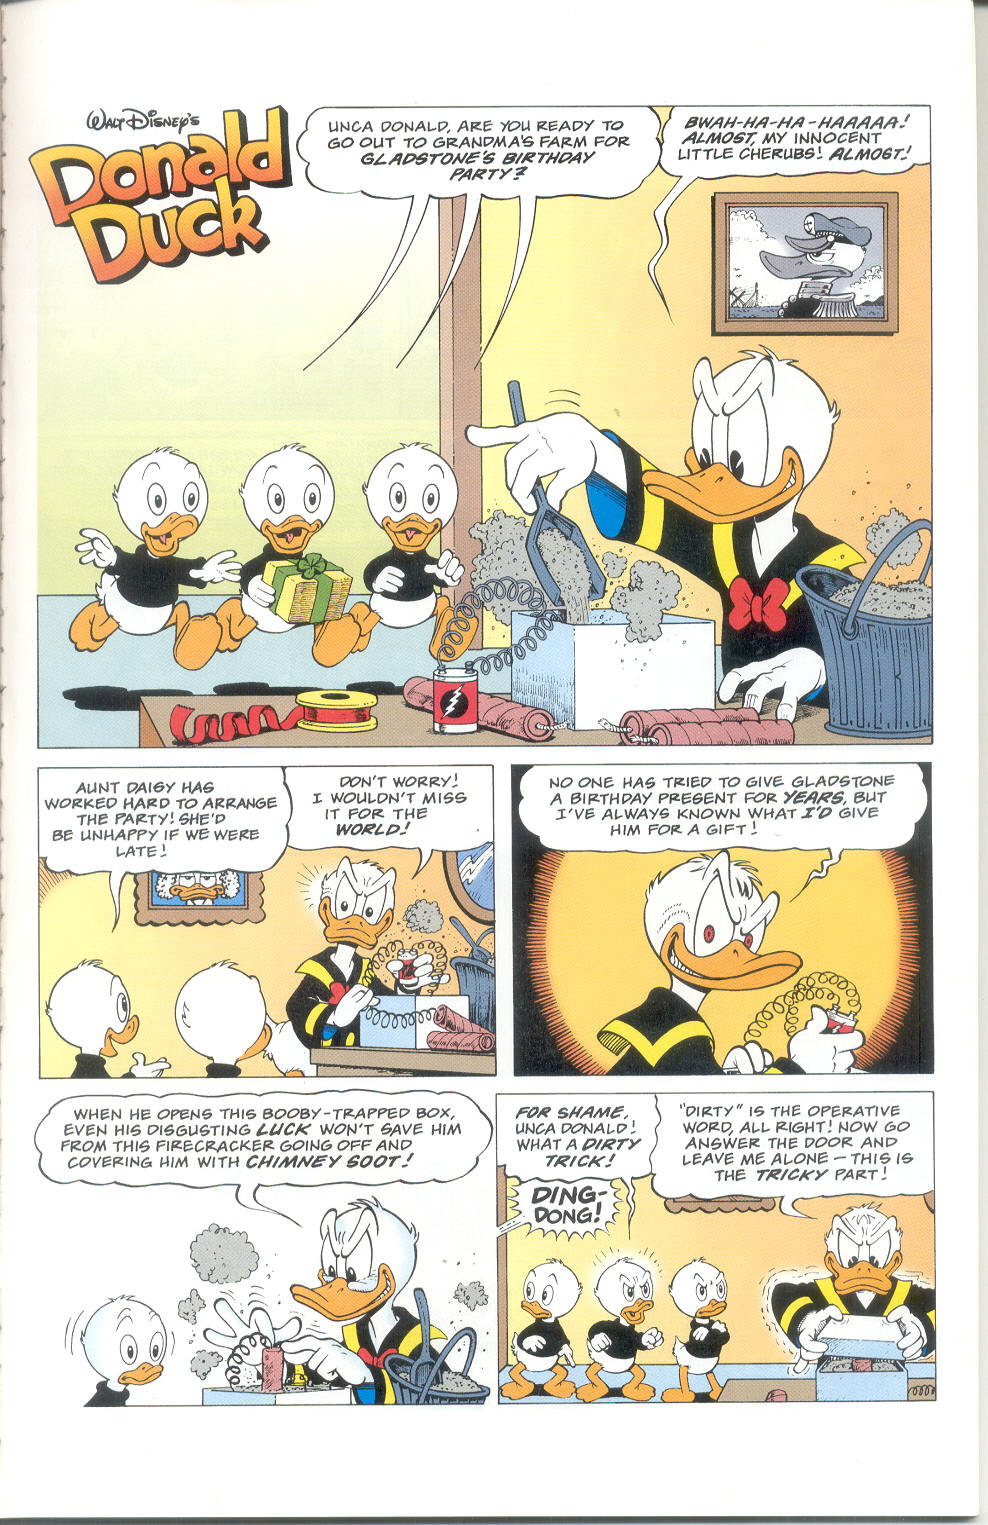 WALT DISNEY'S
Donald
Duck
UNCA DONALD, ARE YOU READY TO
GO OUT TO GRANDMA'S FARM FOR
GLADSTONE'S BIRTHDAY
PARTY?
BWAH-HA-HA-HAAAAA!
ALMOST, MY INNOCENT
LITTLE CHERUBS! ALMOST!
AUNT DAISY HAS
WORKED HARD TO ARRANGE
THE PARTY! SHE'D
BE UNHAPPY IF WE WERE
LATE!
DON'T WORRY!
I WOULDN'T MISS
IT FOR THE
WORLD!
NO ONE HAS TRIED TO GIVE GLADSTONE
A BIRTHDAY PRESENT FOR YEARS, BUT
I'VE ALWAYS KNOWN WHAT I'D GIVE
HIM FOR A GIFT!
WHEN HE OPENS THIS BOOBY-TRAPPED BOX,
EVEN HIS DISGUSTING LUCK WON'T SAVE HIM
FROM THIS FIRECRACKER GOING OFF AND
COVERING HIM WITH CHIMNEY SOOT!
FOR SHAME,
UNCA DONALD!
WHAT A DIRTY
TRICK!
DING-
DONG!
"DIRTY" IS THE OPERATIVE
WORD, ALL RIGHT! NOW GO
ANSWER THE DOOR AND
LEAVE ME ALONE — THIS IS
THE TRICKY PART!